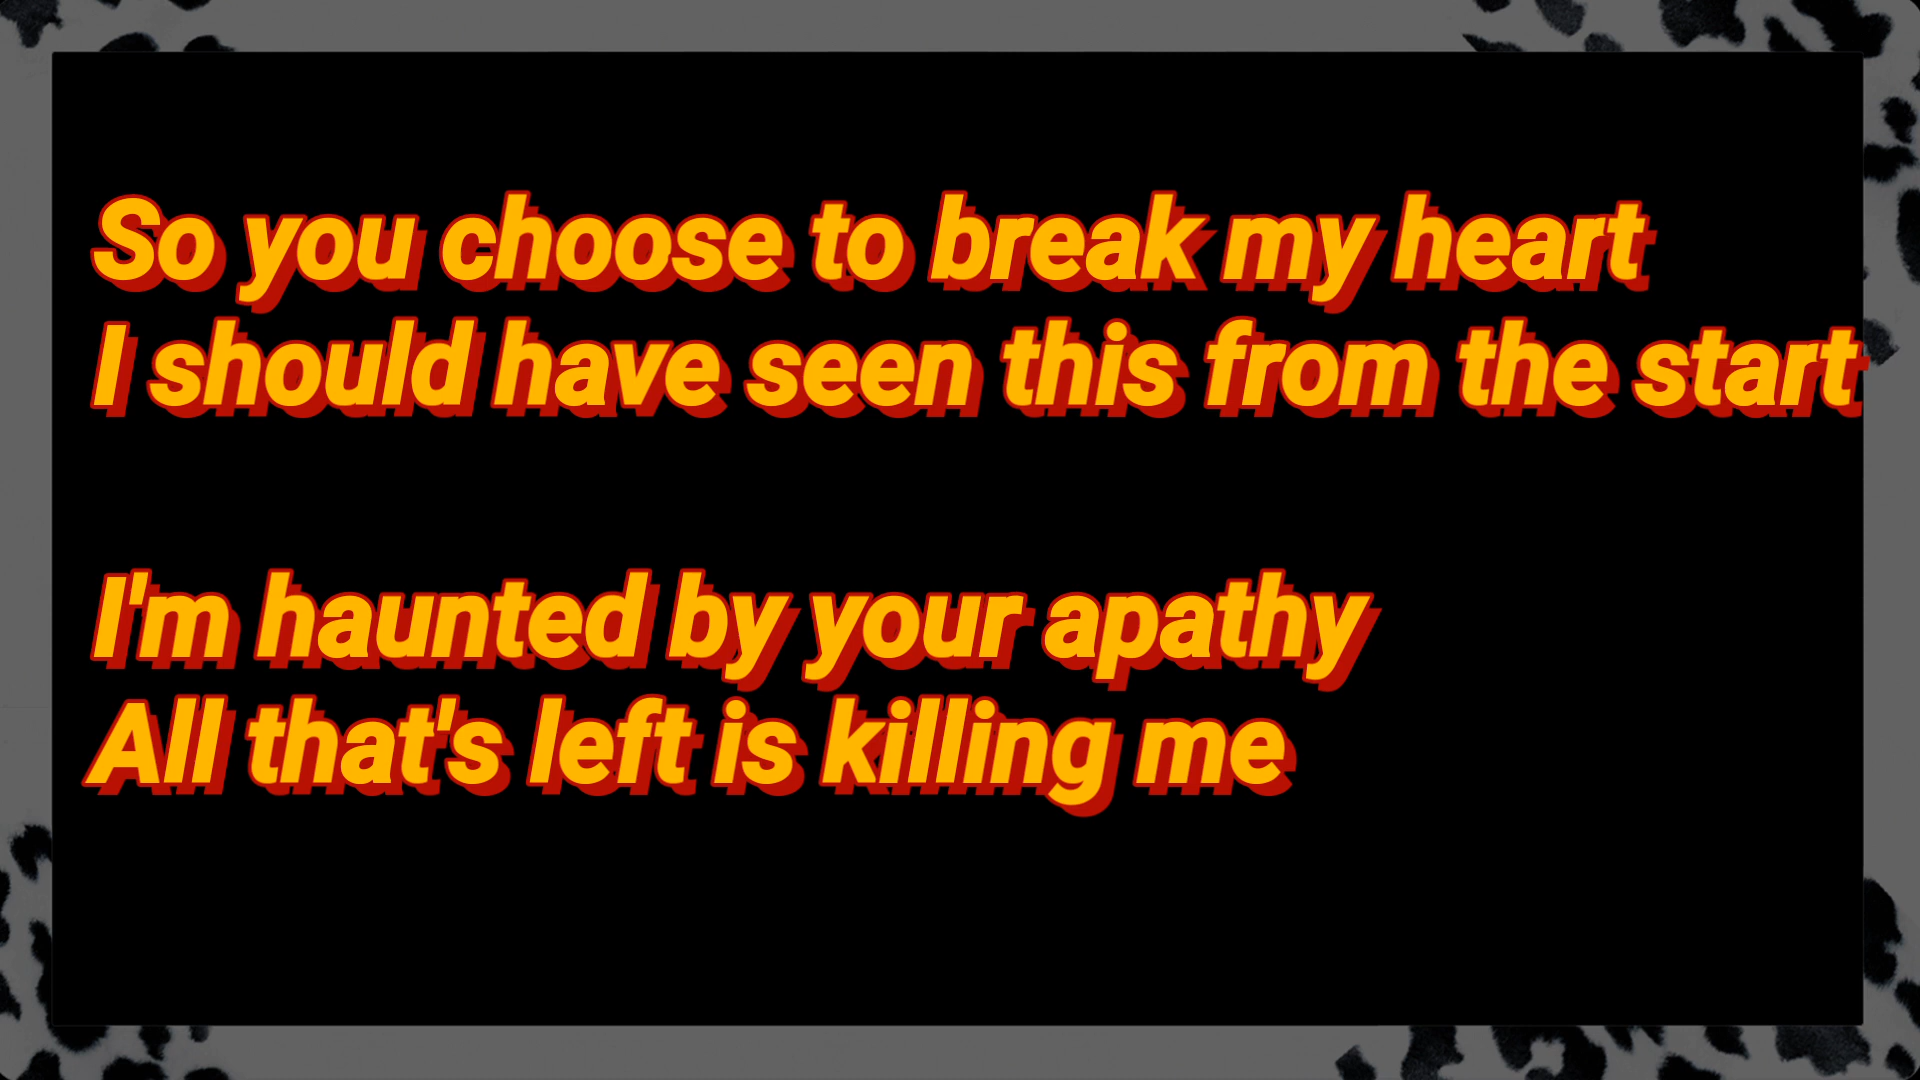 So you choose to break my heart
I should have seen this from the start
I'm haunted by your apathy
All that's left is killing me